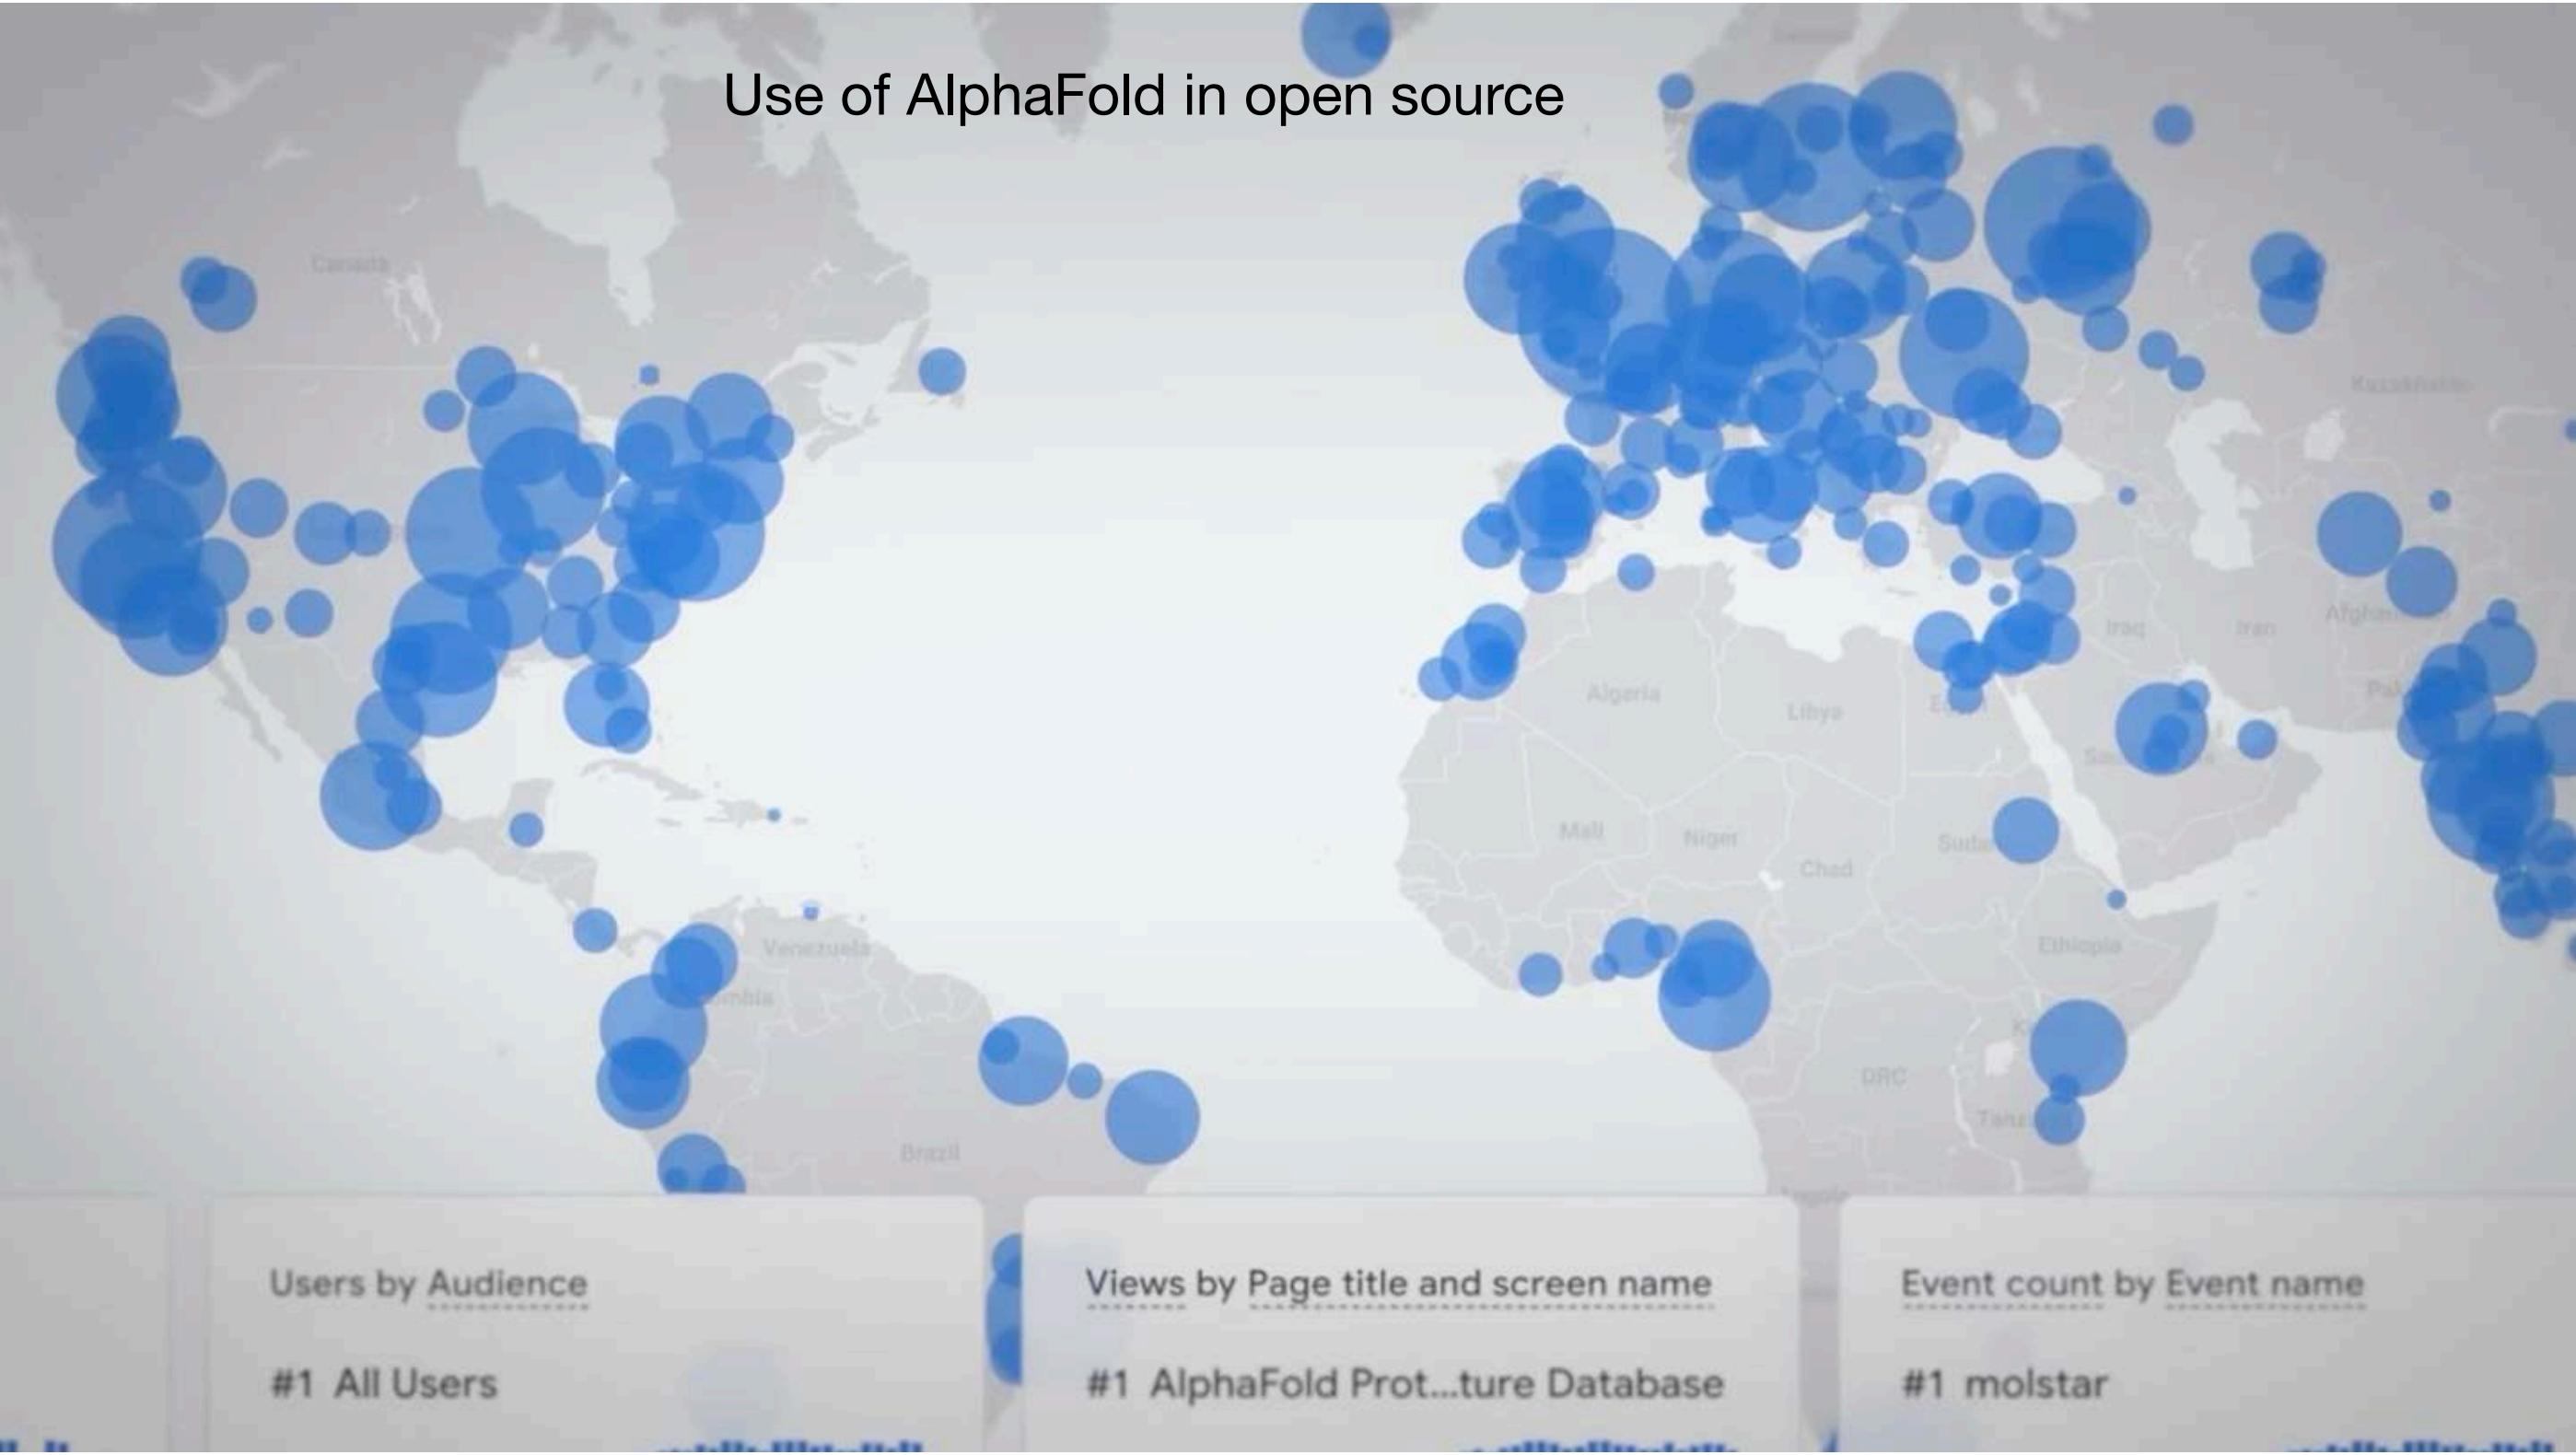 Use of AlphaFold in open source
Canada
Kazakhstan
Iraq
Iran
Algeria
Libya
Mali
Niger
Chad
Venezuela
Ethiopia
DRC
Brazil
Users by Audience
Views by Page title and screen name
Event count by Event name
#1 All Users
#1 AlphaFold Prot...ture Database
#1 molstar